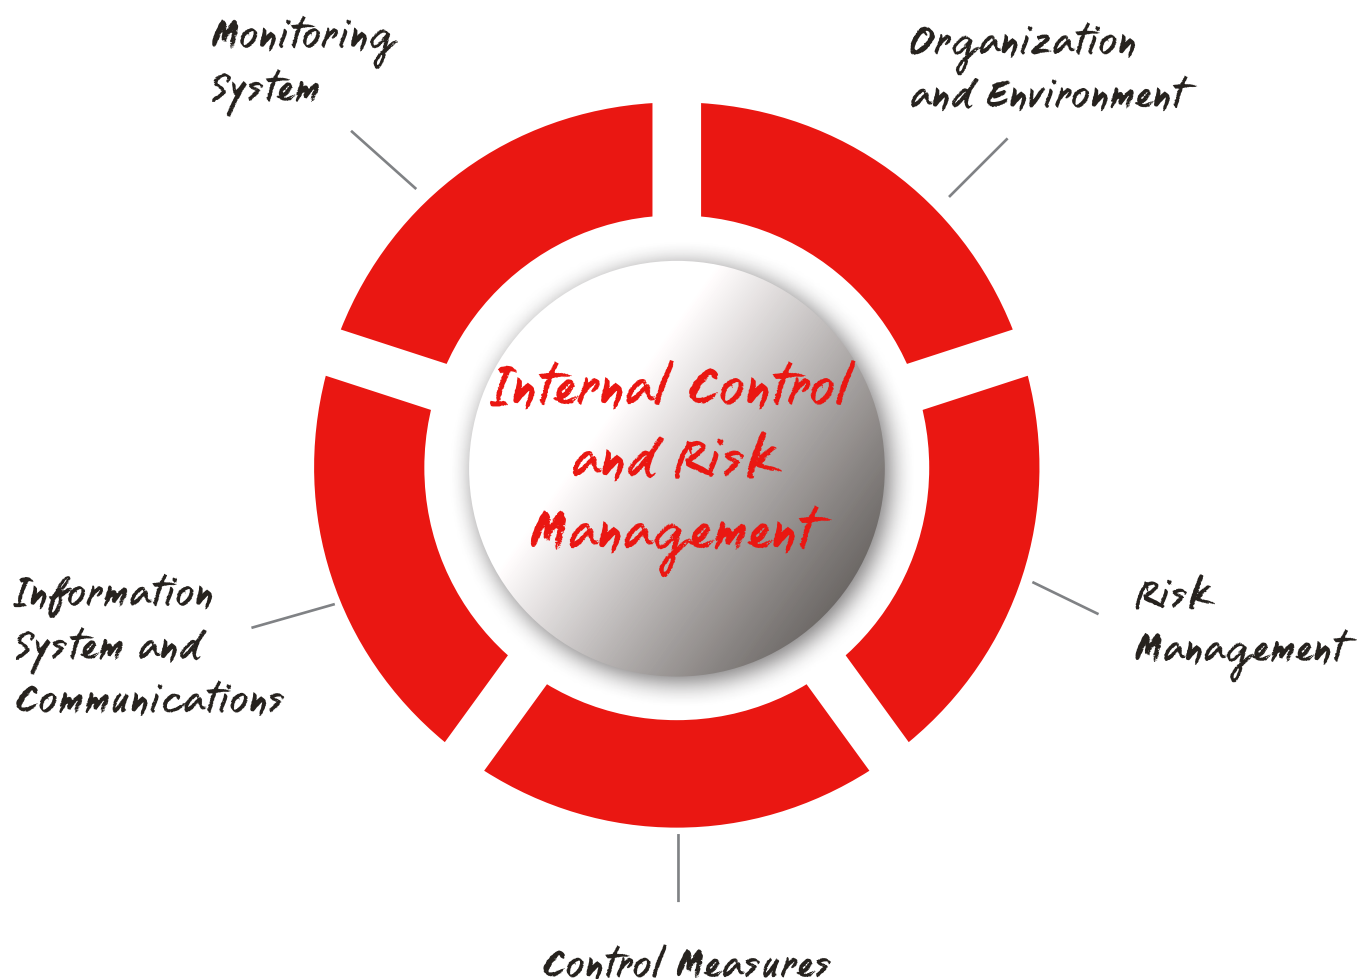 Monitoring
System
Organization
and Environment
Internal Control
and Risk
Management
Information
System and
Communications
Risk
Management
Control Measures